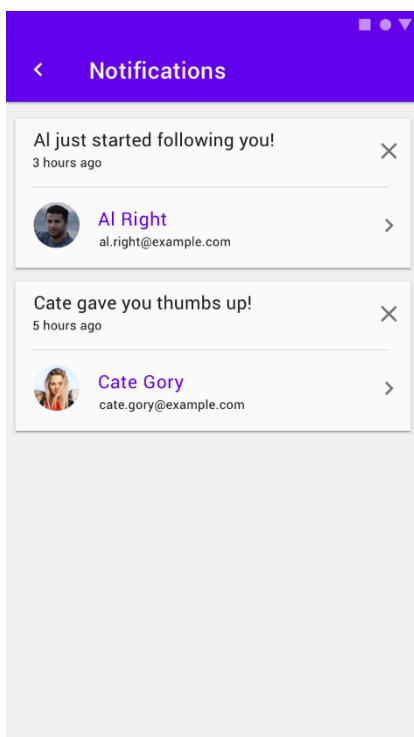 Notifications
Al just started following you!
3 hours ago
Al Right
al.right@example.com
Cate gave you thumbs up!
5 hours ago
Cate Gory
cate.gory@example.com